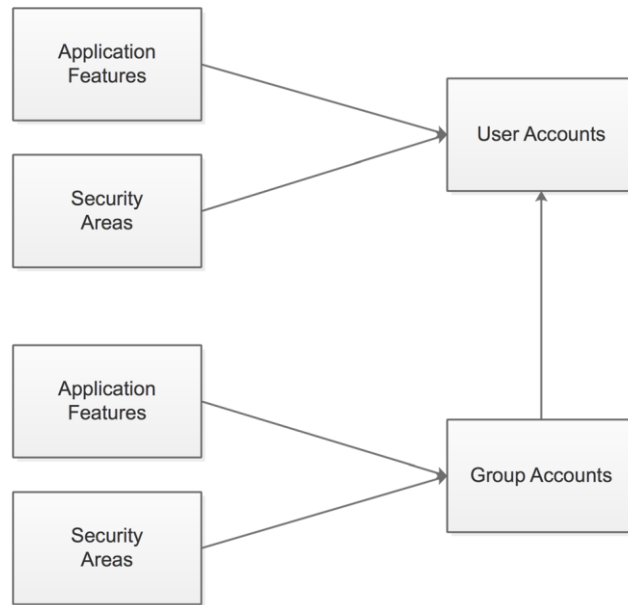 Application
Features
User Accounts
Security
Areas
Application
Features
Group Accounts
Security
Areas